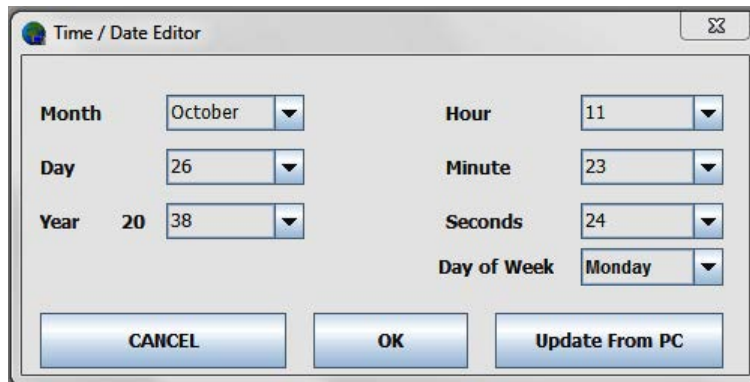 Time / Date Editor
Month October Hour 11
Day 26 Minute 23
Year 20 38 Seconds 24
Day of Week Monday
CANCEL OK Update From PC